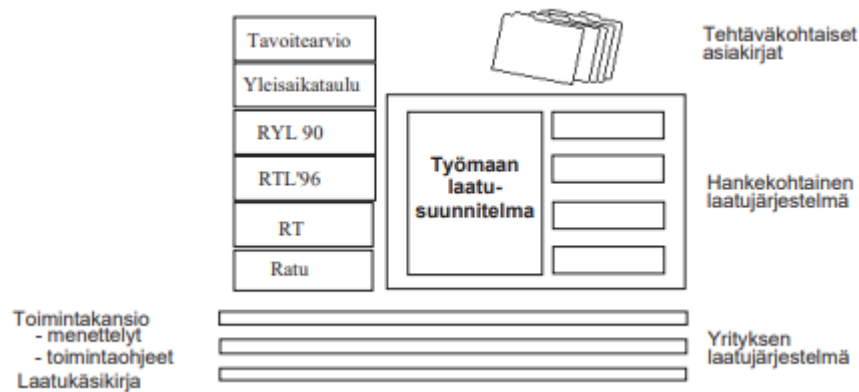 Tavoitearvio
Yleisaikataulu
RYL 90
RTL'96
RT
Ratu
Työmaan
laatu-
suunnitelma
Tehtäväkohtaiset
asiakirjat
Hankekohtainen
laatujärjestelmä
Toimintakansio
- menettelyt
- toimintaohjeet
Laatukäsikirja
Yrityksen
laatujärjestelmä